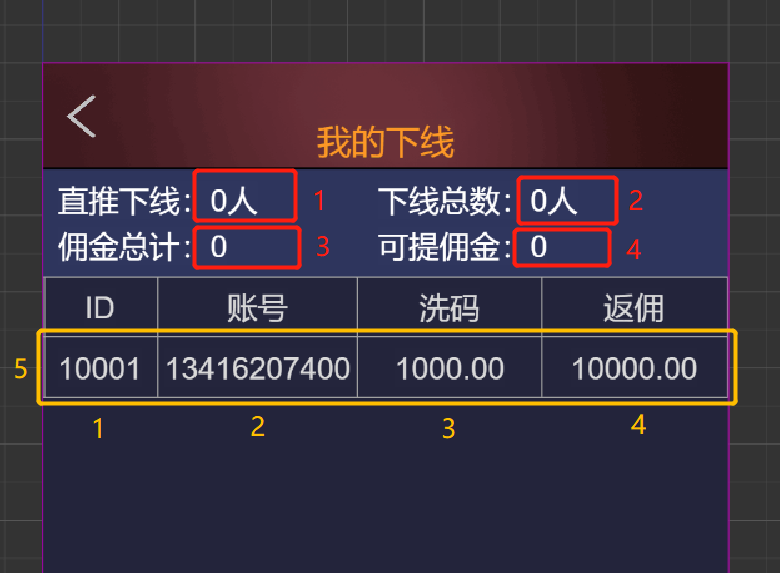 我的下线
直推下线: 0人 1 下线总数: 0人 2
佣金总计: 0 3 可提佣金: 0 4
ID 账号 洗码 返佣
5 10001 13416207400 1000.00 10000.00
1 2 3 4